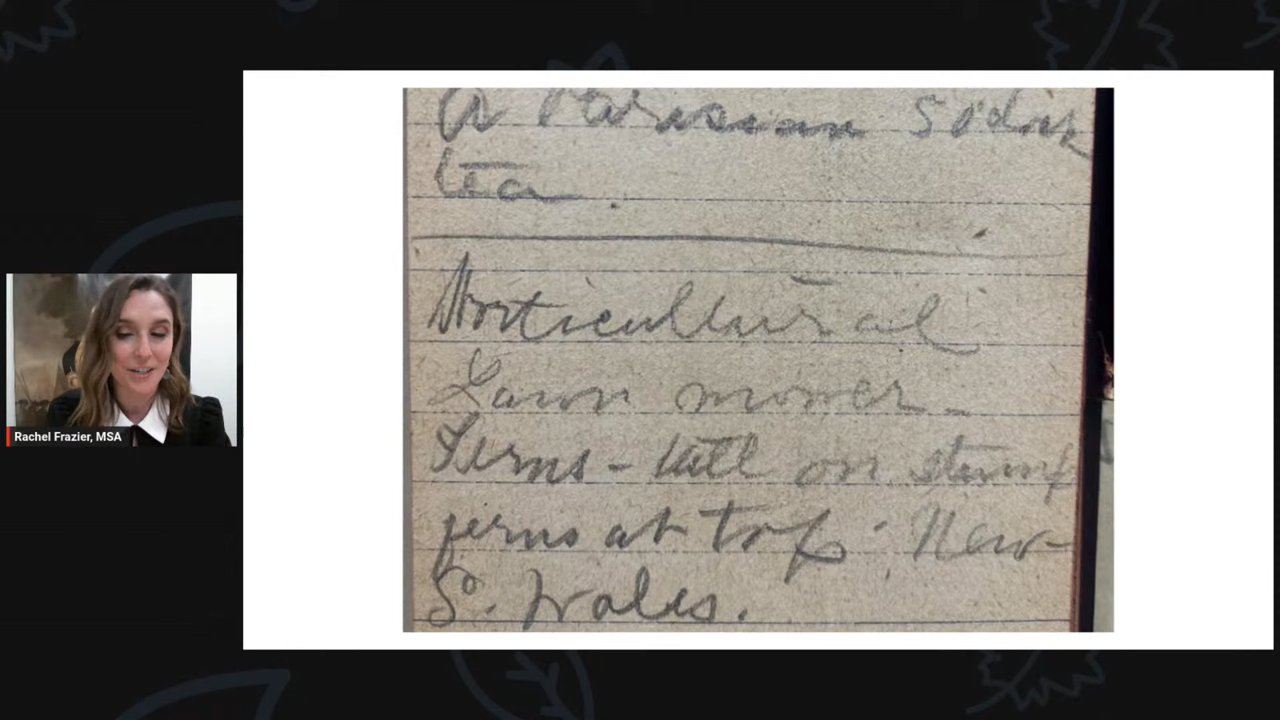 A Parisian Soda
tea.
Horticultural
Lawn mower -
Ferns - tall on stump
ferns at top. New
S. Wales.
Rachel Frazier, MSA